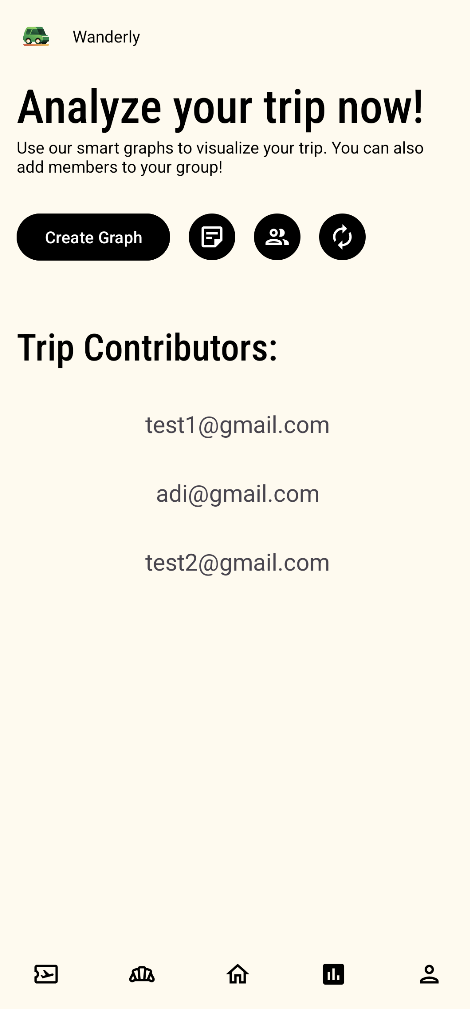 Wanderly
Analyze your trip now!
Use our smart graphs to visualize your trip. You can also
add members to your group!
Create Graph
Trip Contributors:
test1@gmail.com
adi@gmail.com
test2@gmail.com